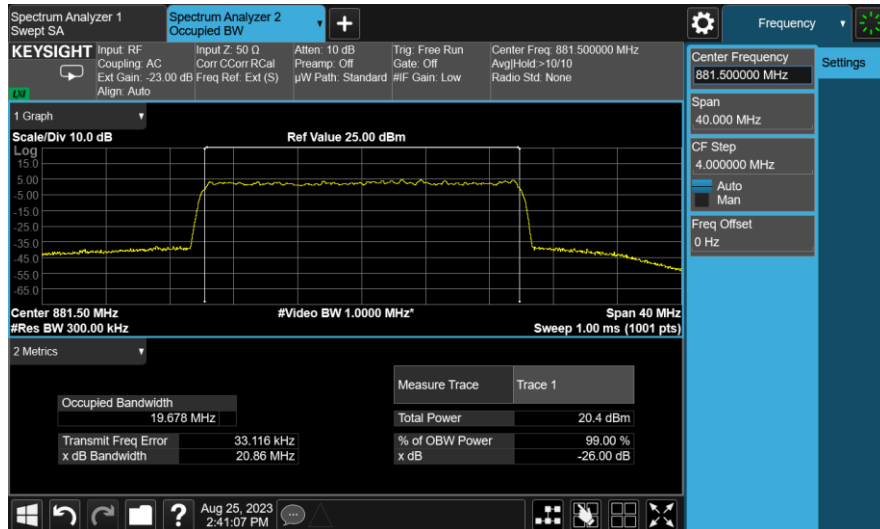 Spectrum Analyzer 1
Swept SA
Spectrum Analyzer 2
Occupied BW
Frequency
KEYSIGHT
Input: RF
Coupling: AC
Ext Gain: -23.00 dB
Align: Auto
Input Z: 50 Ω
Corr CCorr RCal
Freq Ref: Ext (S)
Atten: 10 dB
Preamp: Off
µW Path: Standard
Trig: Free Run
Gate: Off
#IF Gain: Low
Center Freq: 881.500000 MHz
Avg|Hold:>10/10
Radio Std: None
LXI
1 Graph
Scale/Div 10.0 dB
Ref Value 25.00 dBm
Log
15.0
5.00
-5.00
-15.0
-25.0
-35.0
-45.0
-55.0
-65.0
Center 881.50 MHz
#Video BW 1.0000 MHz*
Span 40 MHz
#Res BW 300.00 kHz
Sweep 1.00 ms (1001 pts)
2 Metrics
Measure Trace
Trace 1
Occupied Bandwidth
19.678 MHz
Total Power
20.4 dBm
Transmit Freq Error
33.116 kHz
% of OBW Power
99.00 %
x dB Bandwidth
20.86 MHz
x dB
-26.00 dB
Center Frequency
881.500000 MHz
Settings
Span
40.000 MHz
CF Step
4.000000 MHz
Auto
Man
Freq Offset
0 Hz
?
Aug 25, 2023
2:41:07 PM